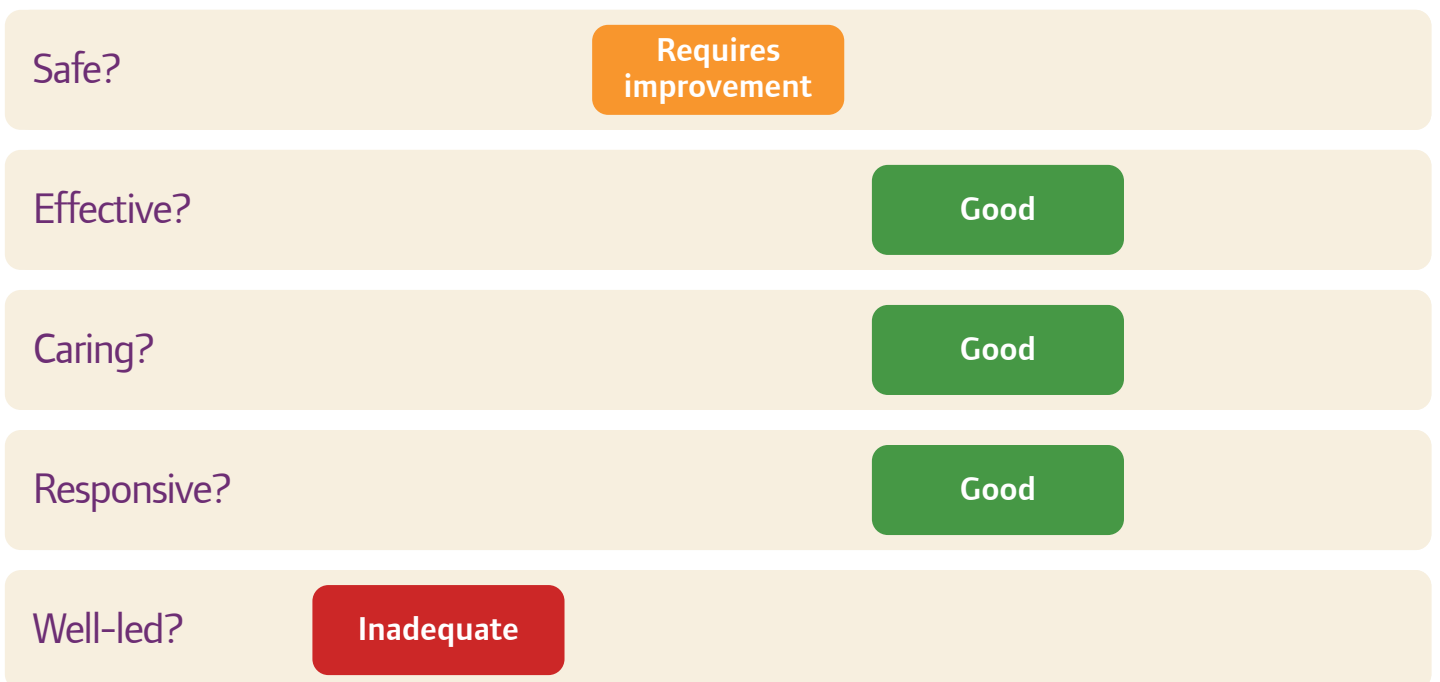 Safe?
Requires
improvement
Effective?
Good
Caring?
Good
Responsive?
Good
Well-led?
Inadequate